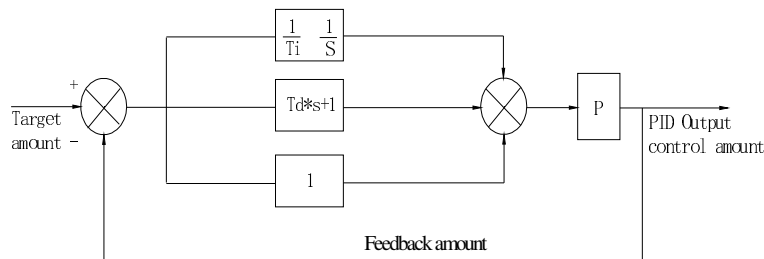 1 1
Ti S
+
Td*s+1
P
Target
amount -
PID Output
control amount
1
Feedback amount